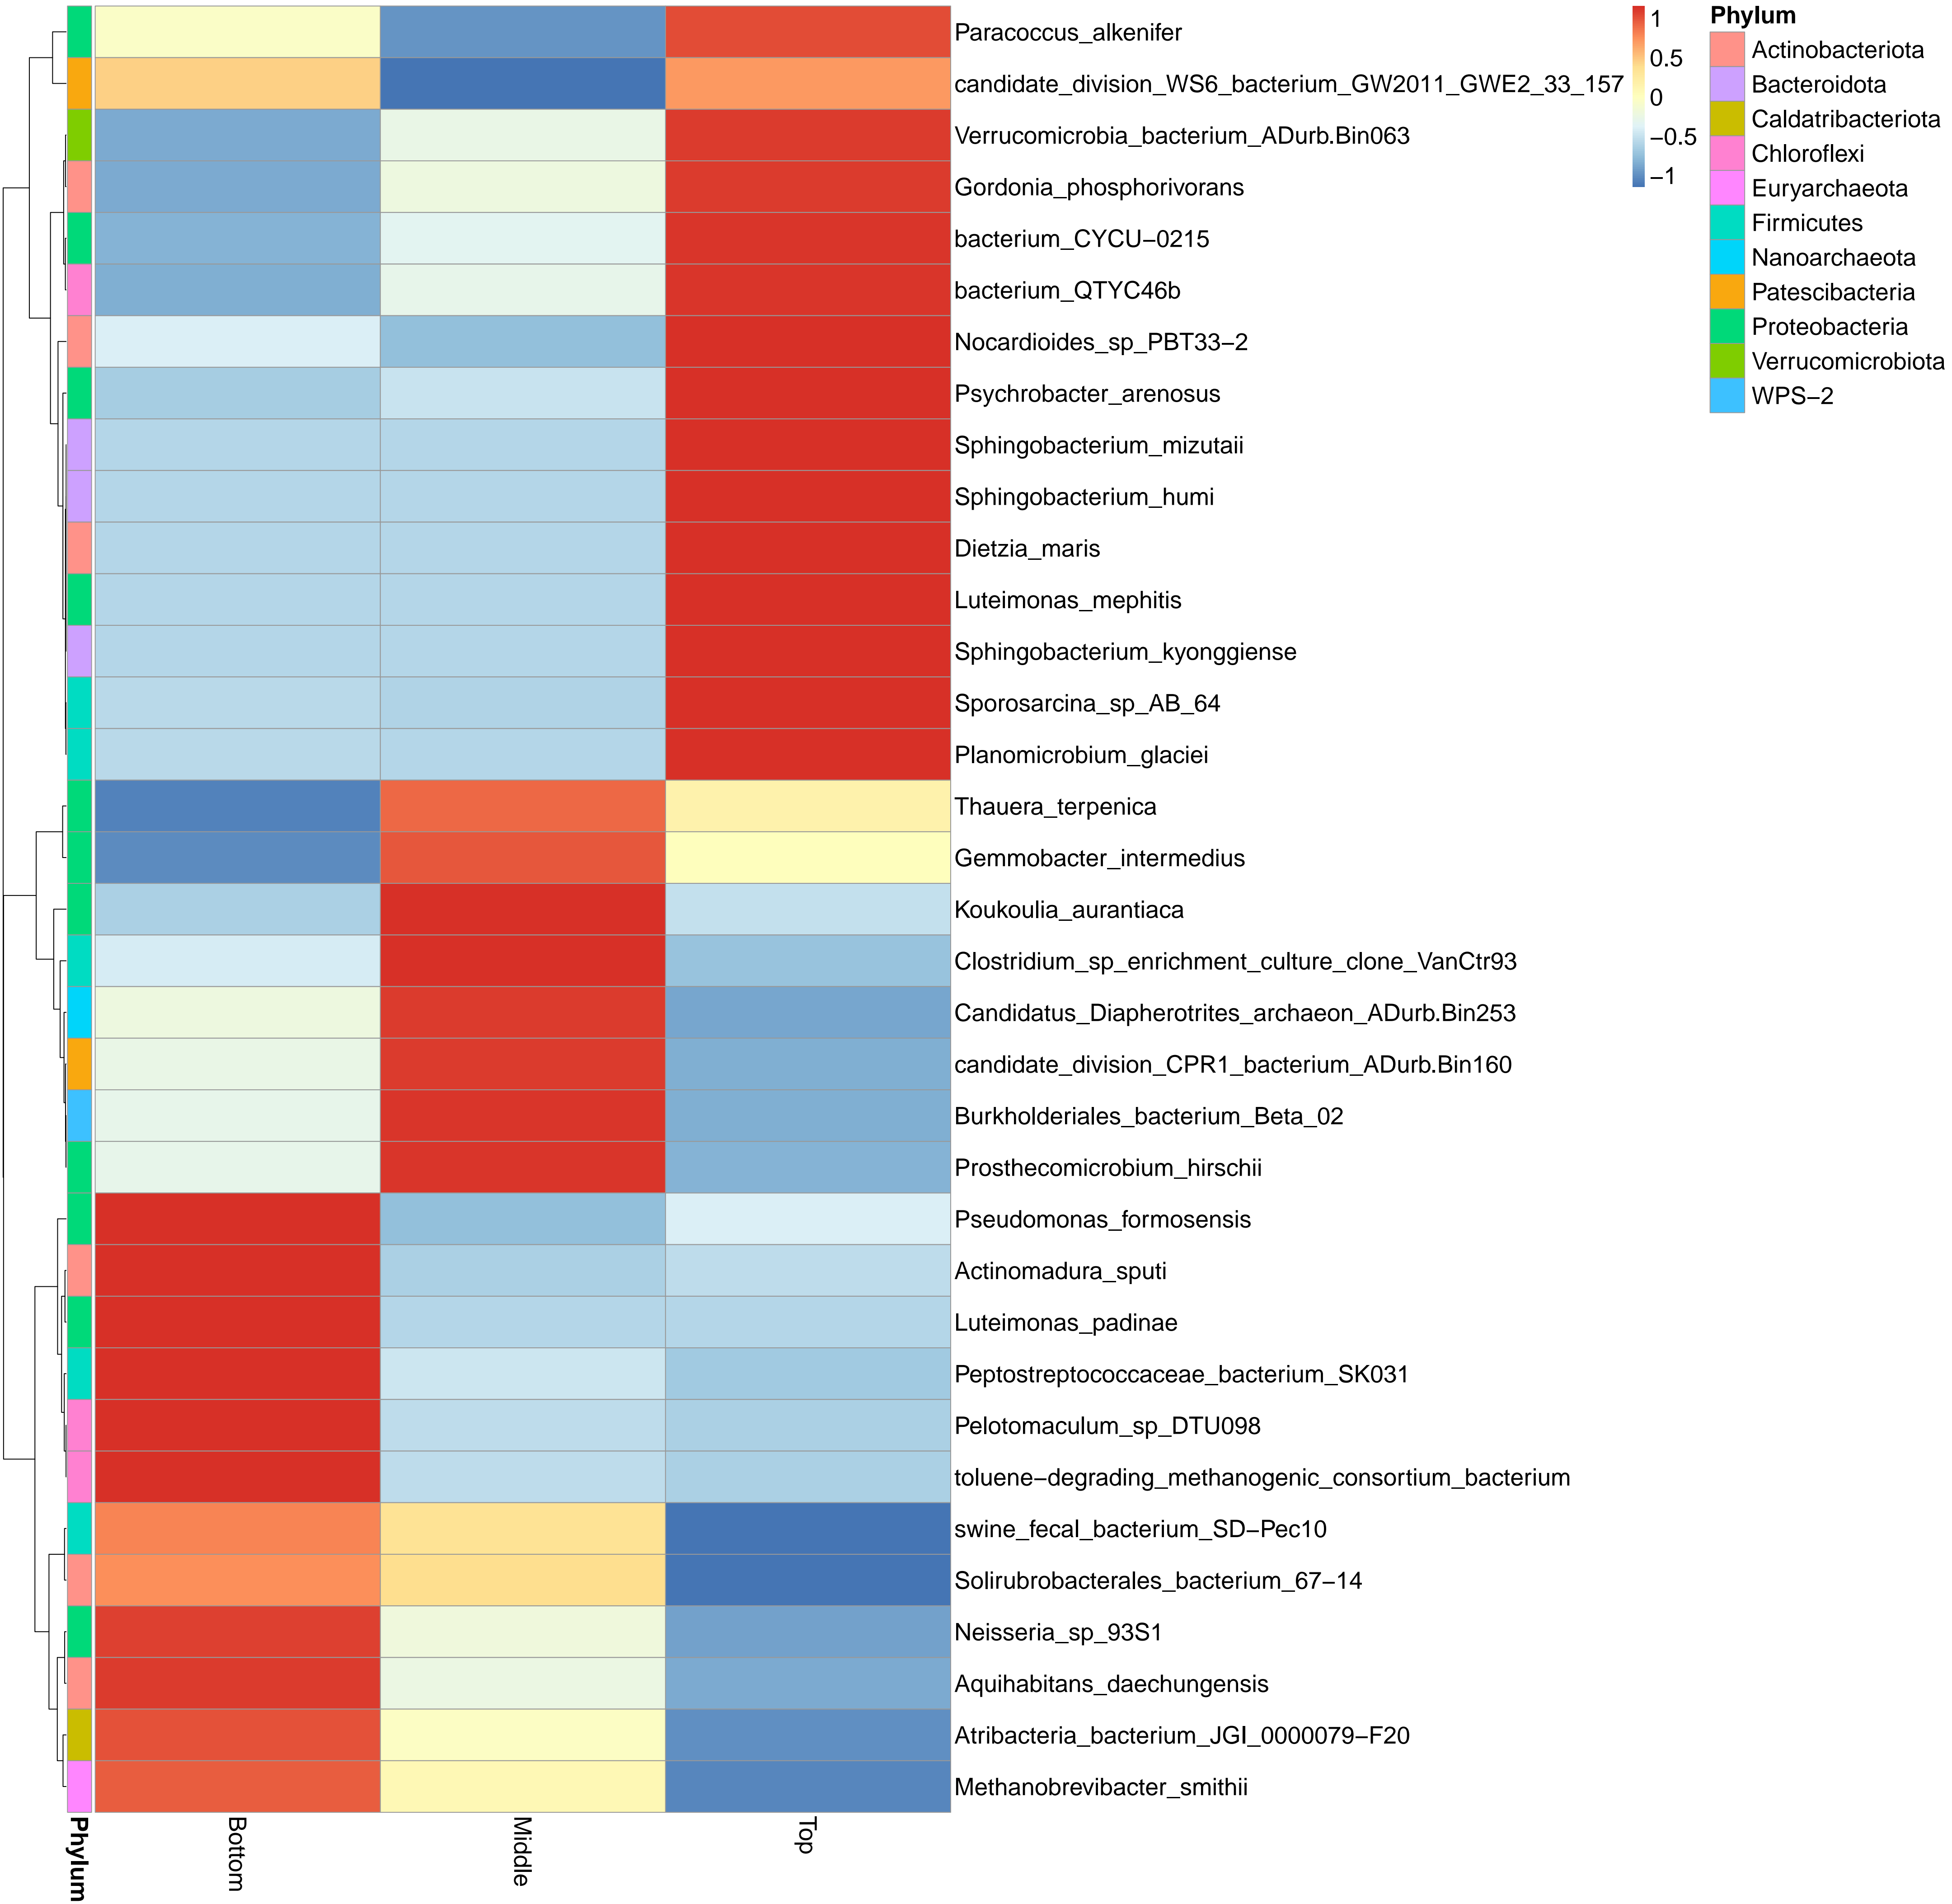 Paracoccus_alkenifer
candidate_division_WS6_bacterium_GW2011_GWE2_33_157
Verrucomicrobia_bacterium_ADurb.Bin063
Gordonia_phosphorivorans
bacterium_CYCU−0215
bacterium_QTYC46b
Nocardioides_sp_PBT33−2
Psychrobacter_arenosus
Sphingobacterium_mizutaii
Sphingobacterium_humi
Dietzia_maris
Luteimonas_mephitis
Sphingobacterium_kyonggiense
Sporosarcina_sp_AB_64
Planomicrobium_glaciei
Thauera_terpenica
Gemmobacter_intermedius
Koukoulia_aurantiaca
Clostridium_sp_enrichment_culture_clone_VanCtr93
Candidatus_Diapherotrites_archaeon_ADurb.Bin253
candidate_division_CPR1_bacterium_ADurb.Bin160
Burkholderiales_bacterium_Beta_02
Prosthecomicrobium_hirschii
Pseudomonas_formosensis
Actinomadura_sputi
Luteimonas_padinae
Peptostreptococcaceae_bacterium_SK031
Pelotomaculum_sp_DTU098
toluene−degrading_methanogenic_consortium_bacterium
swine_fecal_bacterium_SD−Pec10
Solirubrobacterales_bacterium_67−14
Neisseria_sp_93S1
Aquihabitans_daechungensis
Atribacteria_bacterium_JGI_0000079−F20
Methanobrevibacter_smithii
Phylum
Bottom
Middle
Top
1
0.5
0
−0.5
−1
Phylum
Actinobacteriota
Bacteroidota
Caldatribacteriota
Chloroflexi
Euryarchaeota
Firmicutes
Nanoarchaeota
Patescibacteria
Proteobacteria
Verrucomicrobiota
WPS−2